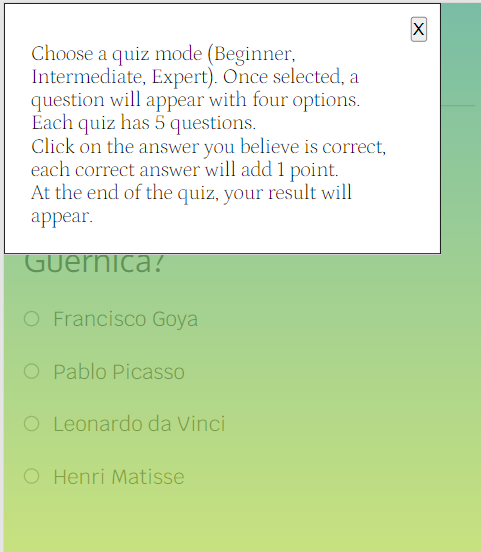 X
Choose a quiz mode (Beginner,
Intermediate, Expert). Once selected, a
question will appear with four options.
Each quiz has 5 questions.
Click on the answer you believe is correct,
each correct answer will add 1 point.
At the end of the quiz, your result will
appear.
Guernica?
Francisco Goya
Pablo Picasso
Leonardo da Vinci
Henri Matisse